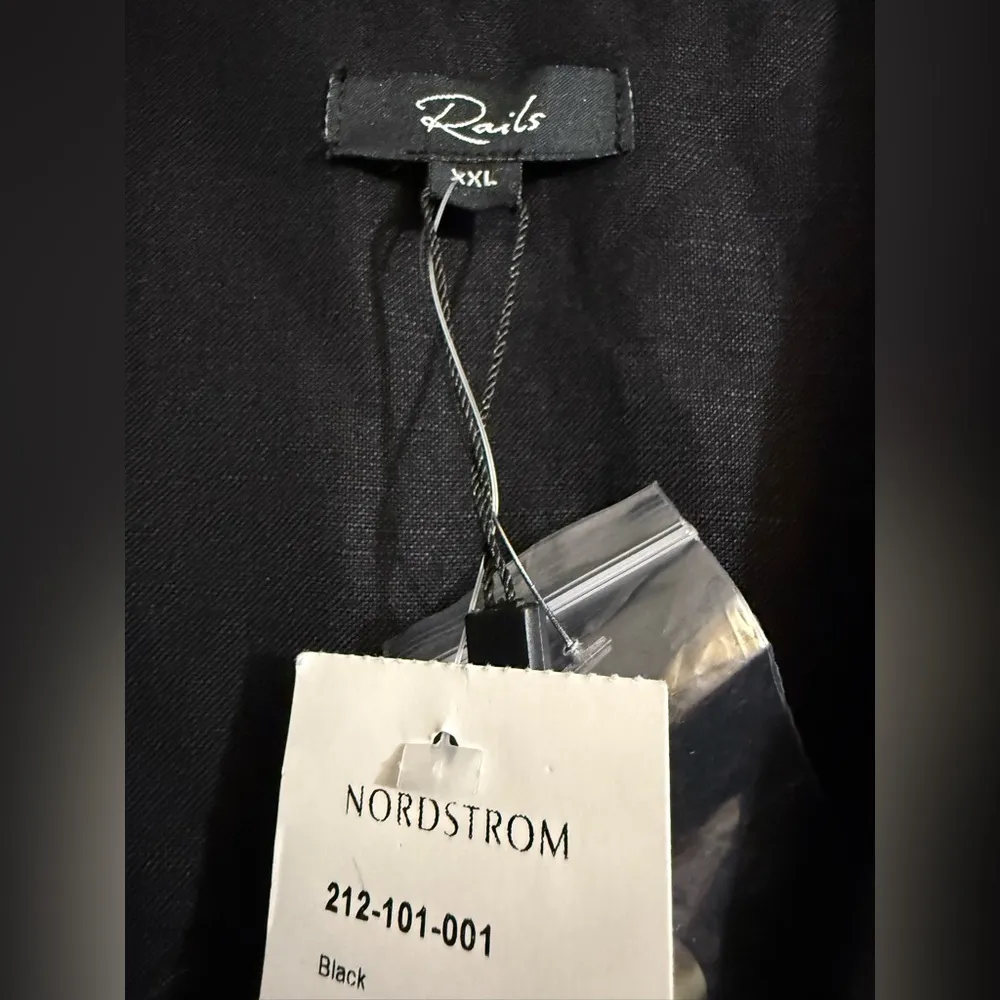 Rails
XXL
NORDSTROM
212-101-001
Black